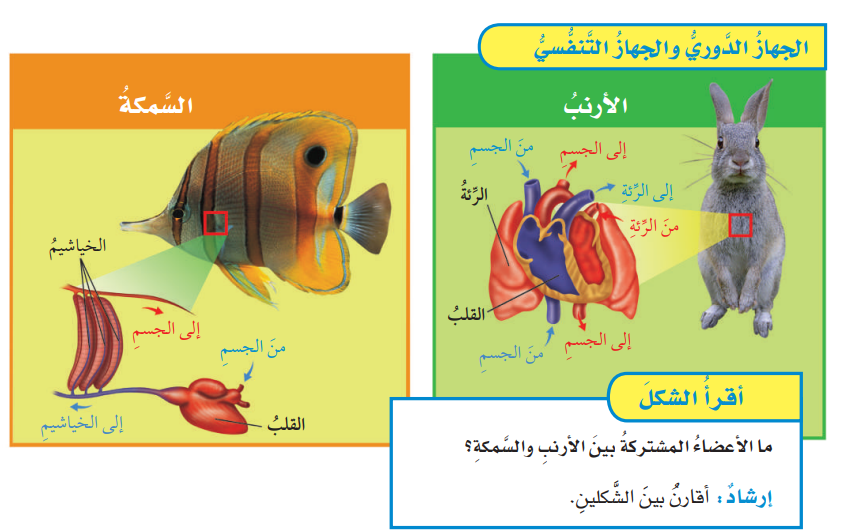 الجهازُ الدَّوريُّ والجهازُ التَّنفُّسيُّ
الأرنبُ
منَ الجسمِ
إلى الجسمِ
إلى الرِّئةِ
الرِّئةُ
منَ الرِّئةِ
القلبُ
منَ الجسمِ
إلى الجسمِ
السَّمكةُ
الخياشيمُ
إلى الجسمِ
منَ الجسمِ
إلى الخياشيمِ
القلبُ
أقرأُ الشكلَ
ما الأعضاءُ المشتركةُ بينَ الأرنبِ والسَّمكةِ؟
إرشادٌ: أقارنُ بينَ الشَّكلينِ.